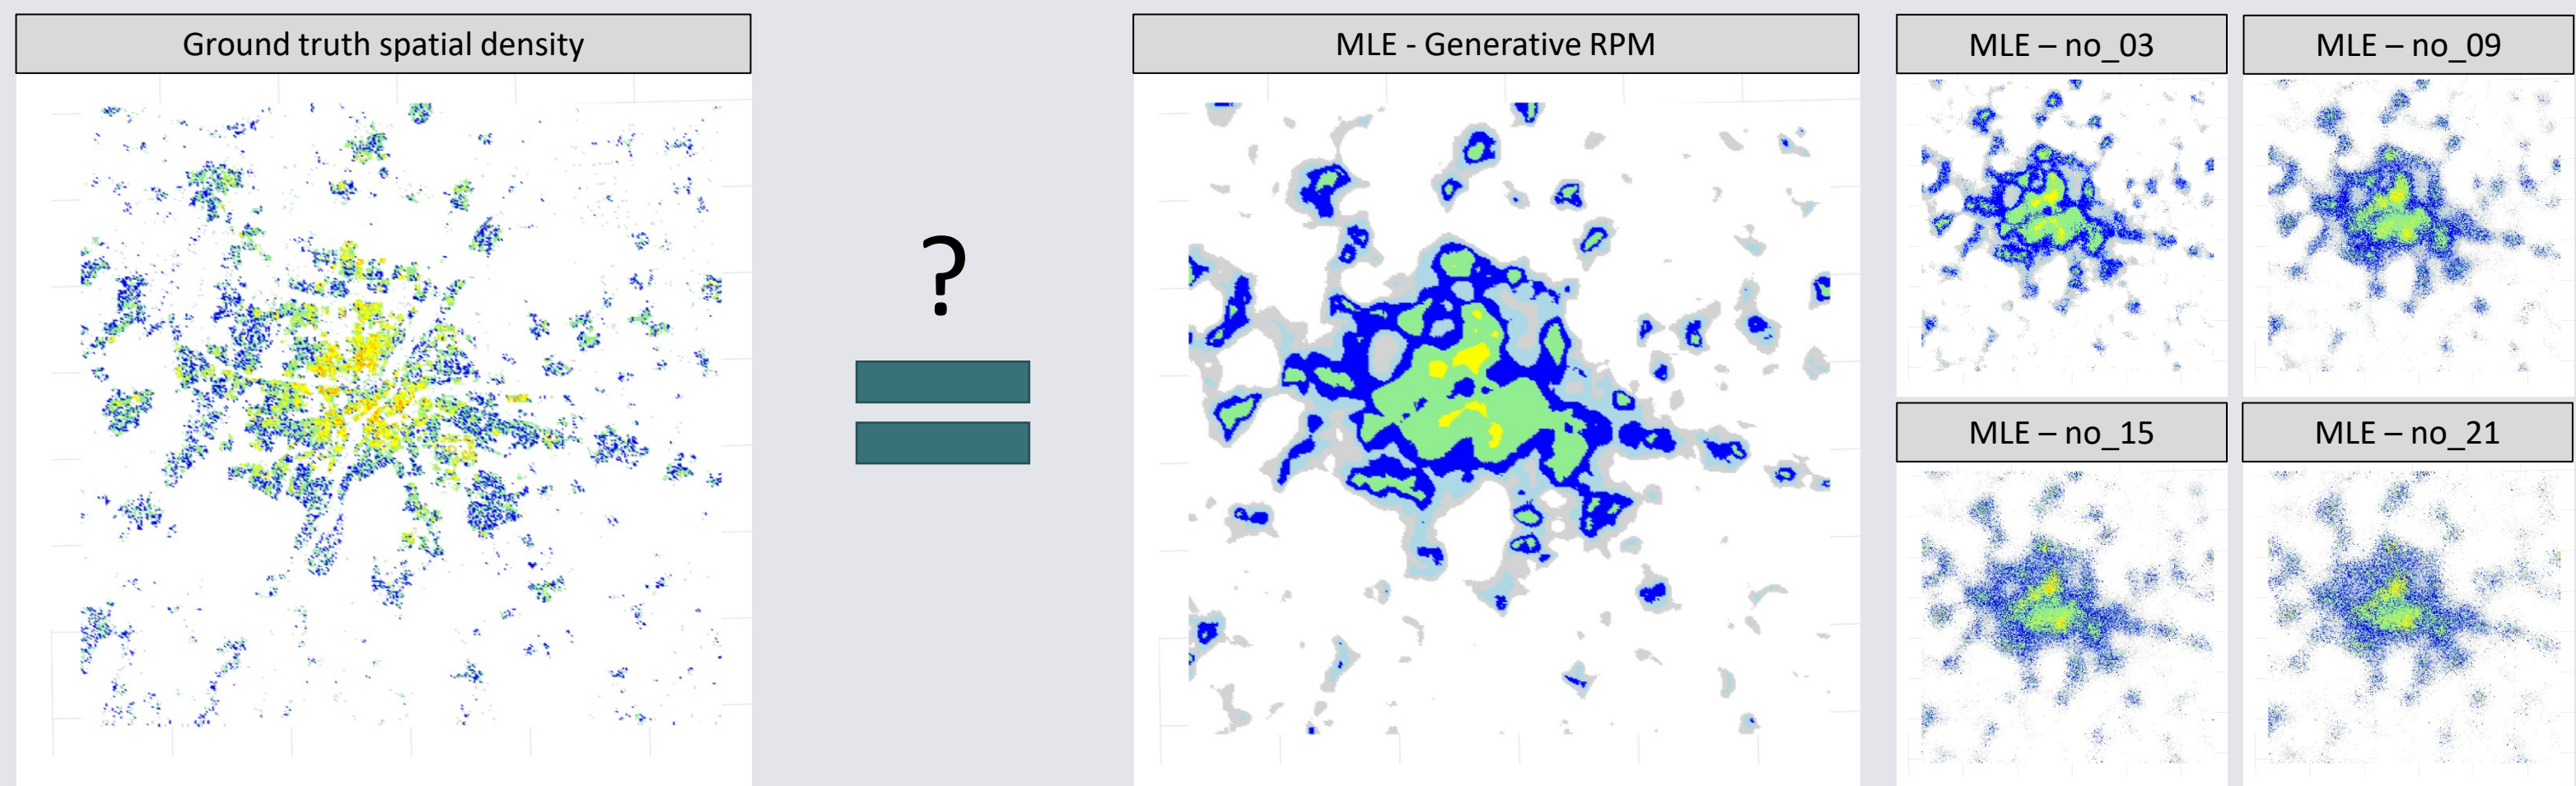 Ground truth spatial density
?
MLE - Generative RPM
MLE – no_03
MLE – no_09
MLE – no_15
MLE – no_21